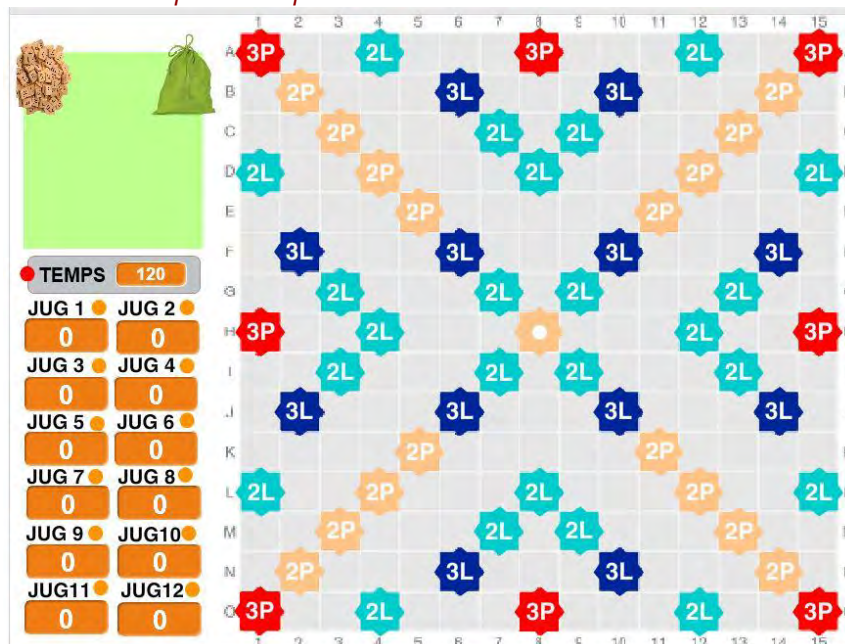 1 2 3 4 5 6 7 8 9 10 11 12 13 14 15
A 3P 2L 3P 2L 3P
B 2P 3L 3L 2P
C 2P 2L 2L 2P
D 2L 2P 2L 2P 2L
E 2P 2P
F 3L 3L 3L 3L
G 2L 2L 2L 2L
H 3P 2L 2L 3P
I 2L 2L 2L 2L
J 3L 3L 3L 3L
K 2P 2P
L 2L 2P 2L 2P 2L
M 2P 2L 2L 2P
N 2P 3L 3L 2P
O 3P 2L 3P 2L 3P
1 2 3 4 5 6 7 8 9 10 11 12 13 14 15
TEMPS 120
JUG 1 JUG 2
0 0
JUG 3 JUG 4
0 0
JUG 5 JUG 6
0 0
JUG 7 JUG 8
0 0
JUG 9 JUG10
0 0
JUG11 JUG12
0 0